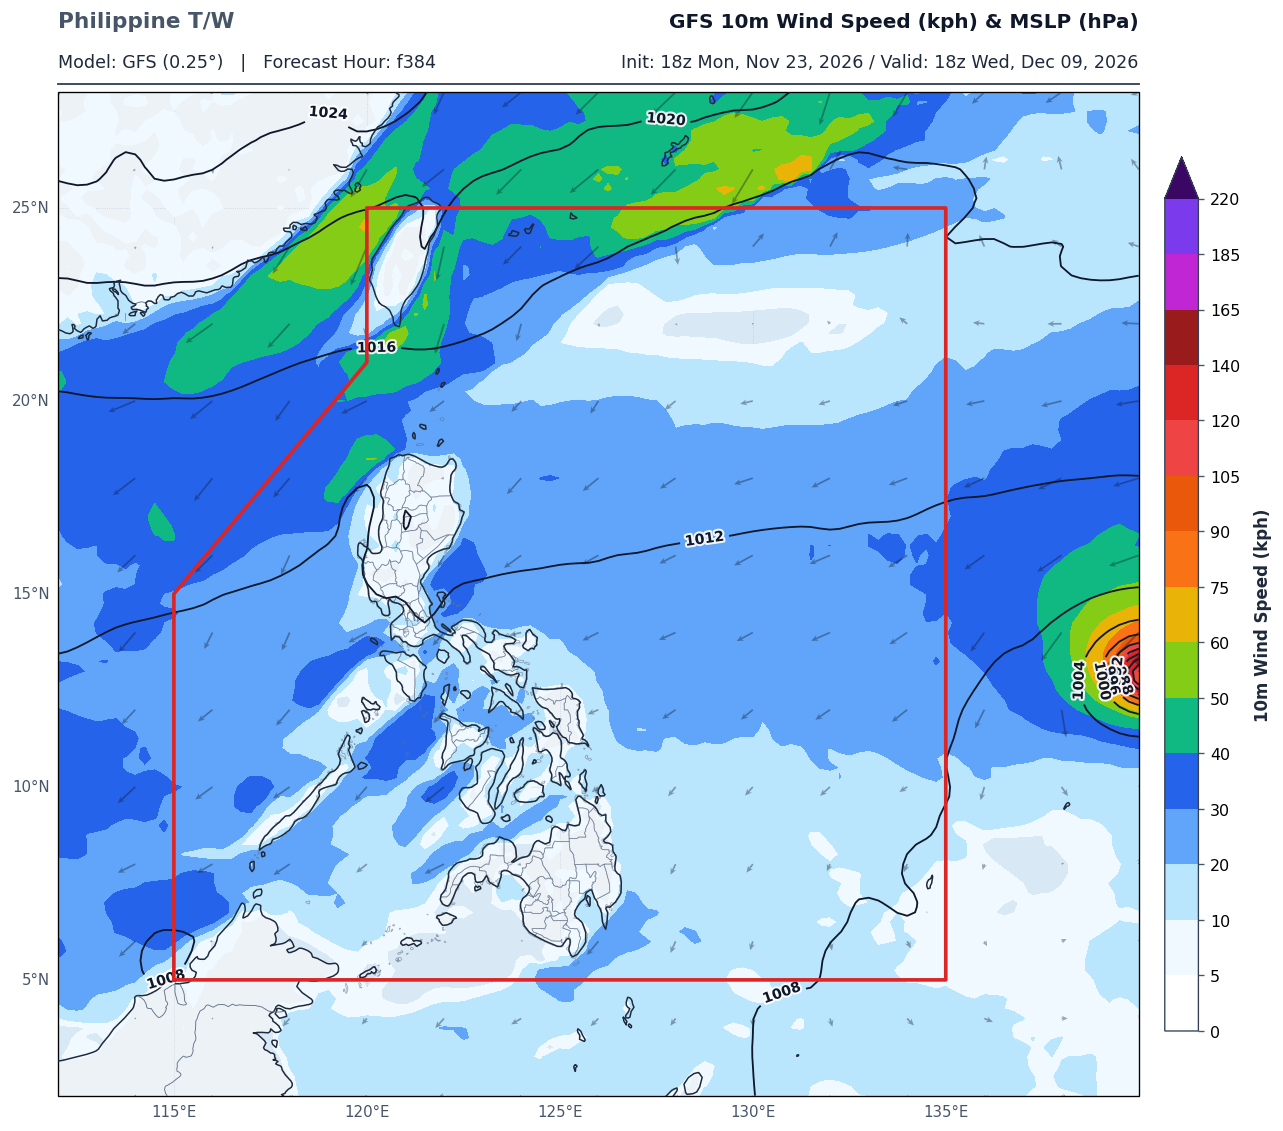 Philippine T/W
GFS 10m Wind Speed (kph) & MSLP (hPa)
Model: GFS (0.25°)   |   Forecast Hour: f384
Init: 18z Mon, Nov 23, 2026 / Valid: 18z Wed, Dec 09, 2026
1024
1020
1016
1012
1004
1000
996
992
988
1008
1008
25°N
20°N
15°N
10°N
5°N
115°E
120°E
125°E
130°E
135°E
220
185
165
140
120
105
90
75
60
50
40
30
20
10
5
0
10m Wind Speed (kph)